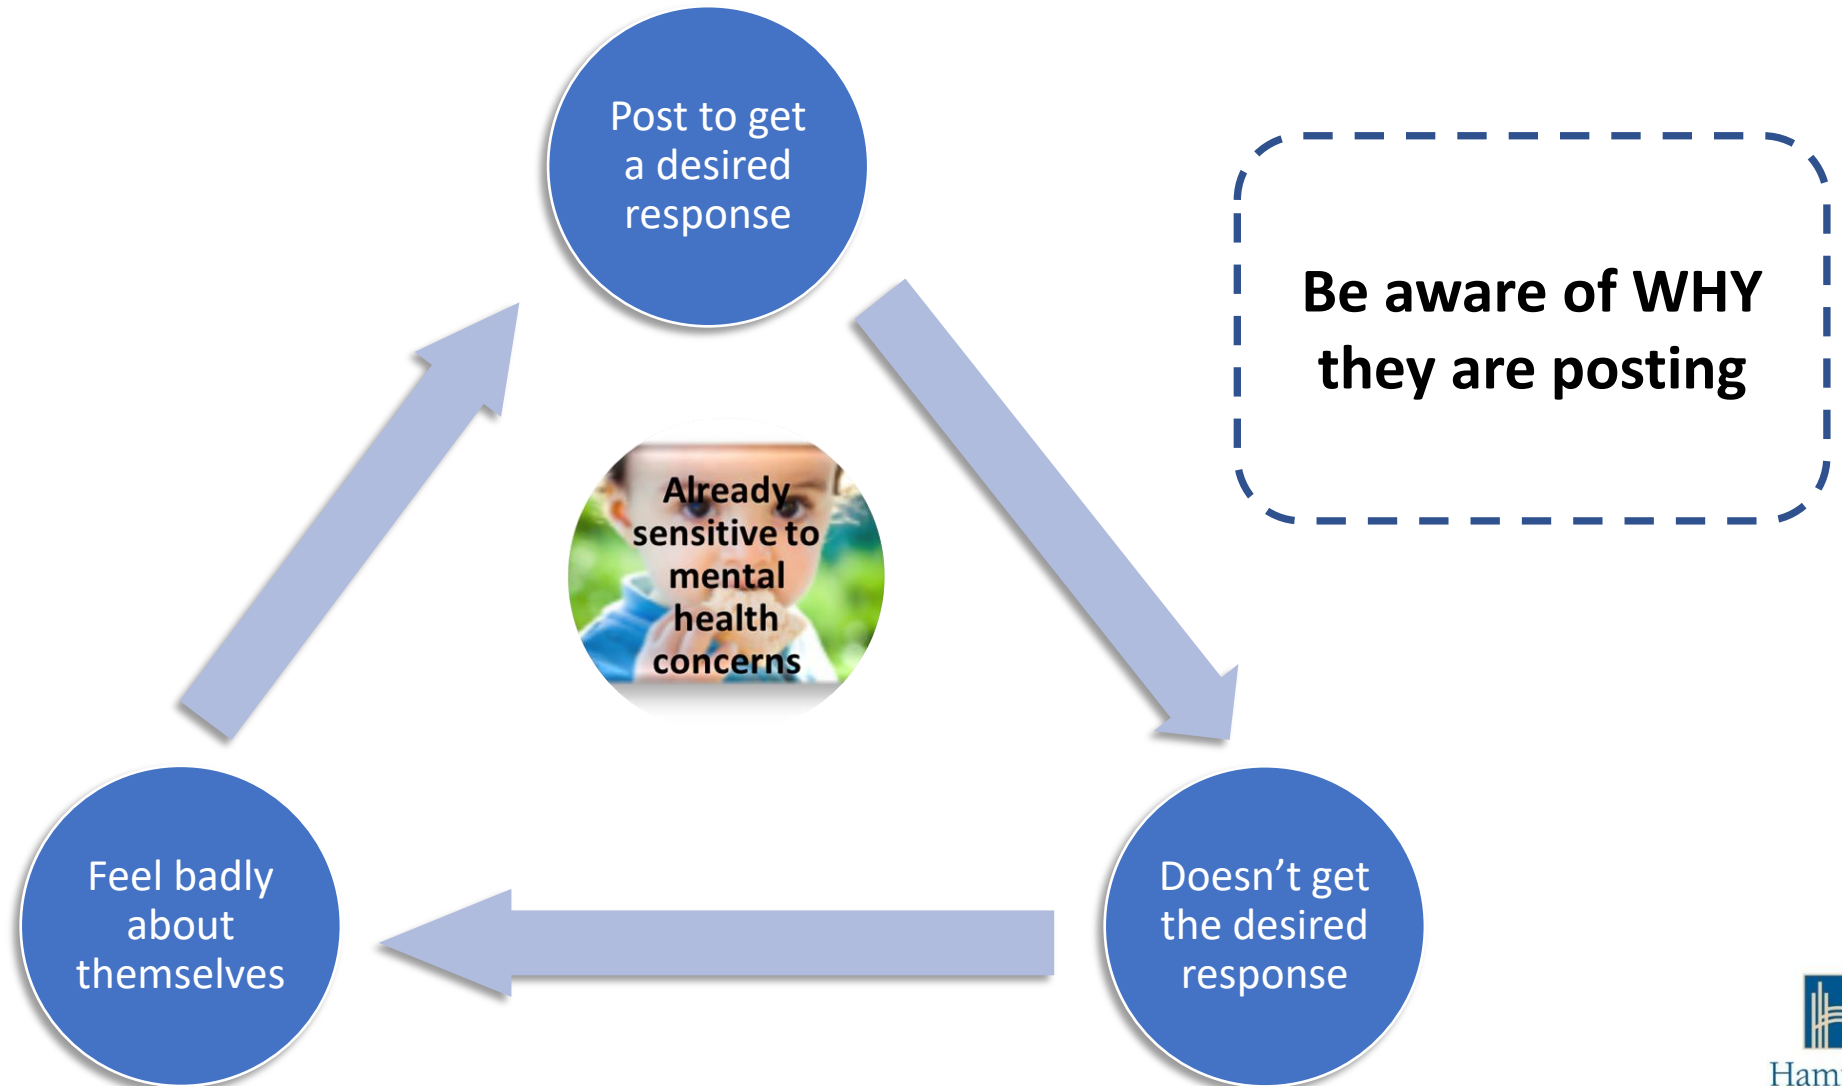 Post to get
a desired
response
Be aware of WHY
they are posting
Already
sensitive to
mental
health
concerns
Feel badly
about
themselves
Doesn’t get
the desired
response